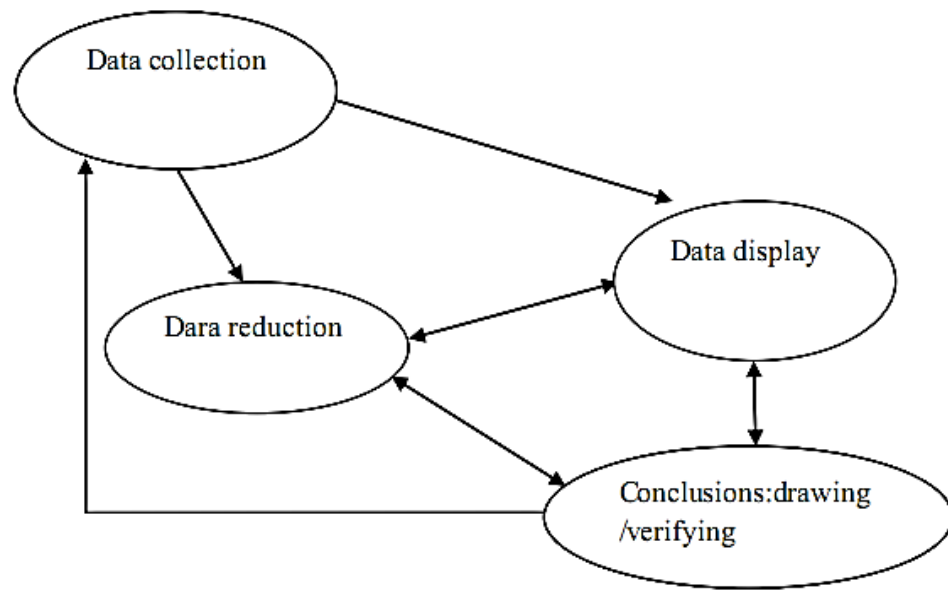 Data collection
Data display
Dara reduction
Conclusions:drawing
/verifying